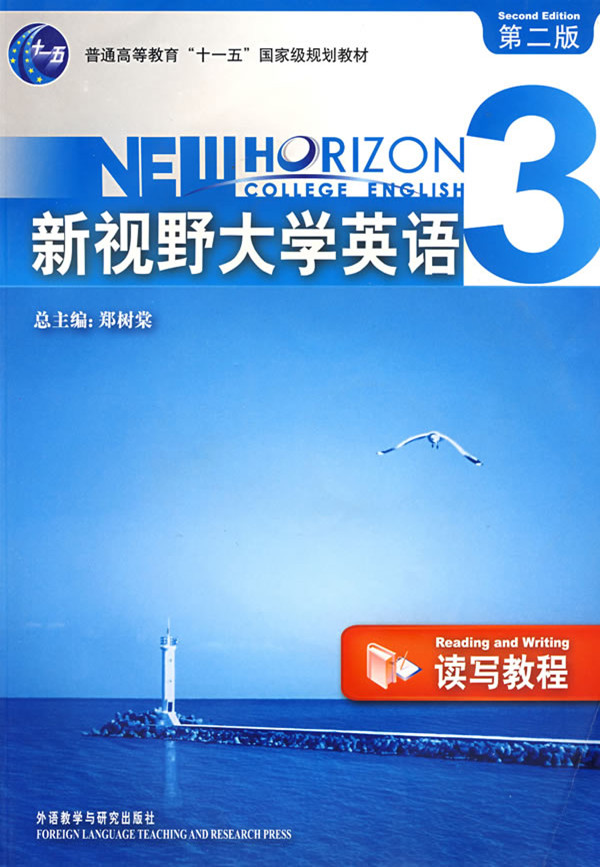 Second Edition
第二版
十一五
普通高等教育“十一五”国家级规划教材
NEW HORIZON
COLLEGE ENGLISH
3
新视野大学英语
总主编: 郑树棠
Reading and Writing
读写教程
外语教学与研究出版社
FOREIGN LANGUAGE TEACHING AND RESEARCH PRESS